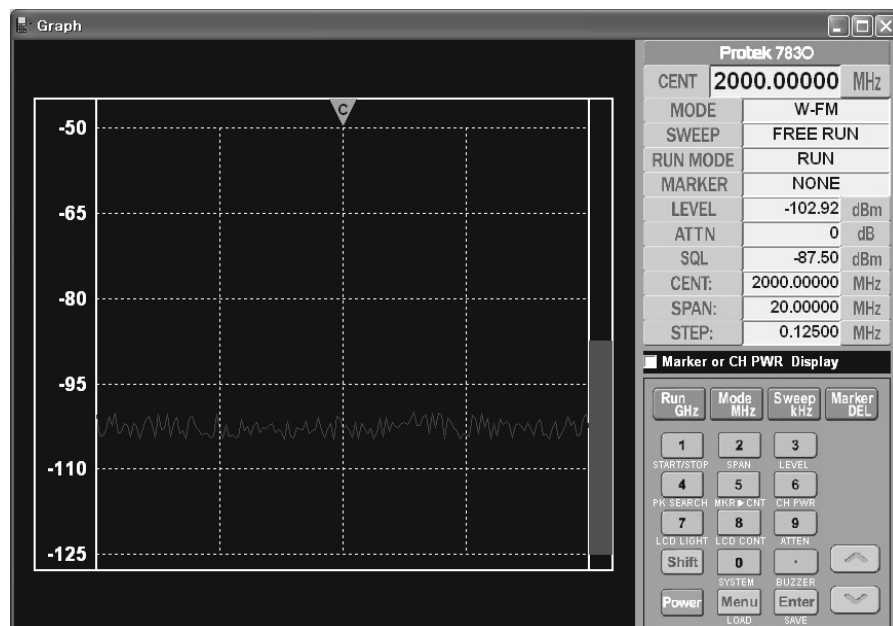 Graph
Protek 7830
CENT 2000.00000 MHz
MODE W-FM
SWEEP FREE RUN
RUN MODE RUN
MARKER NONE
LEVEL -102.92 dBm
ATTN 0 dB
SQL -87.50 dBm
CENT: 2000.00000 MHz
SPAN: 20.00000 MHz
STEP: 0.12500 MHz
Marker or CH PWR Display
C
-50
-65
-80
-95
-110
-125
Run GHz Mode MHz Sweep kHz Marker DEL
1 2 3
START/STOP SPAN LEVEL
4 5 6
PK SEARCH MKR▶CNT CH PWR
7 8 9
LCD LIGHT LCD CONT ATTEN
Shift 0 .
SYSTEM BUZZER
Power Menu Enter
LOAD SAVE